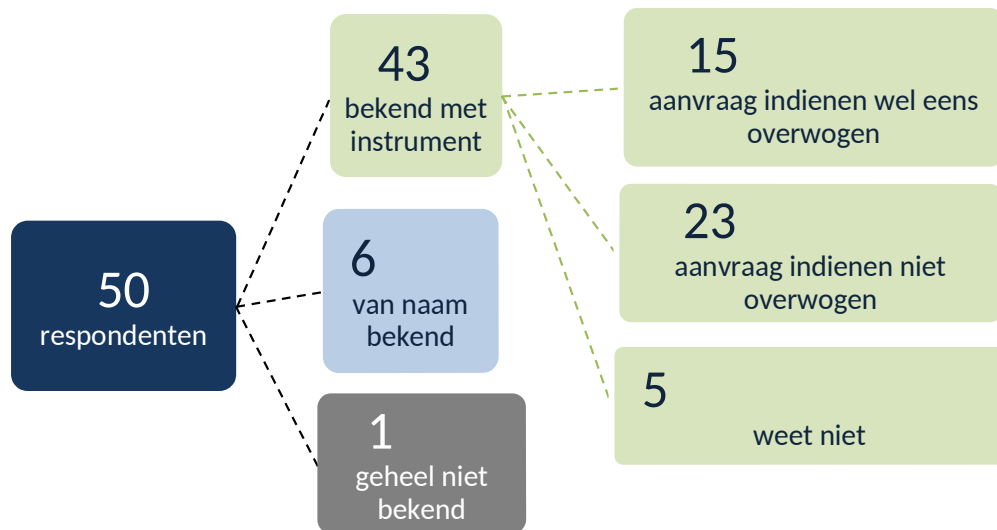 50
respondenten
43
bekend met
instrument
6
van naam
bekend
1
geheel niet
bekend
15
aanvraag indienen wel eens
overwogen
23
aanvraag indienen niet
overwogen
5
weet niet